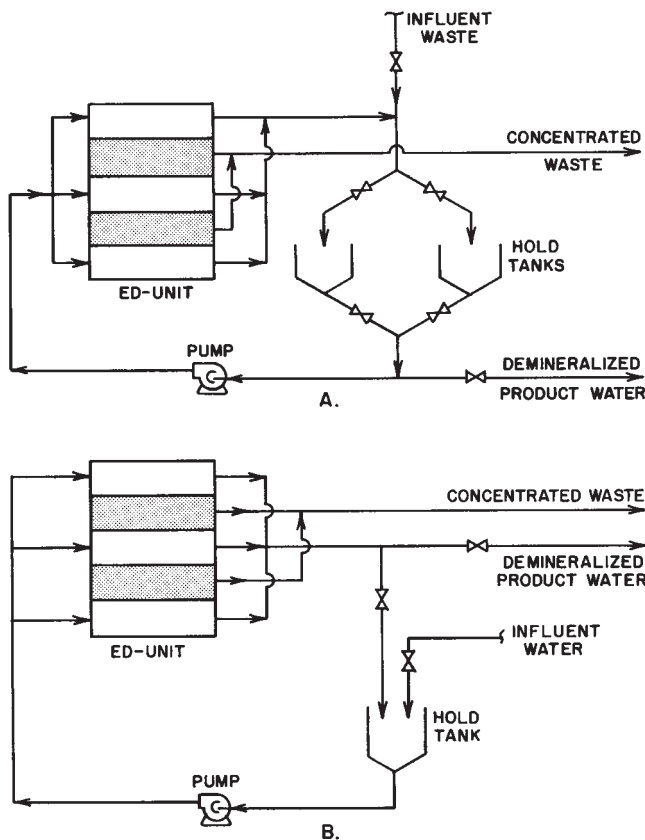 INFLUENT
WASTE
CONCENTRATED
WASTE
HOLD
TANKS
ED-UNIT
PUMP
DEMINERALIZED
PRODUCT WATER
A.
CONCENTRATED WASTE
DEMINERALIZED
PRODUCT WATER
ED-UNIT
INFLUENT
WATER
HOLD
TANK
PUMP
B.